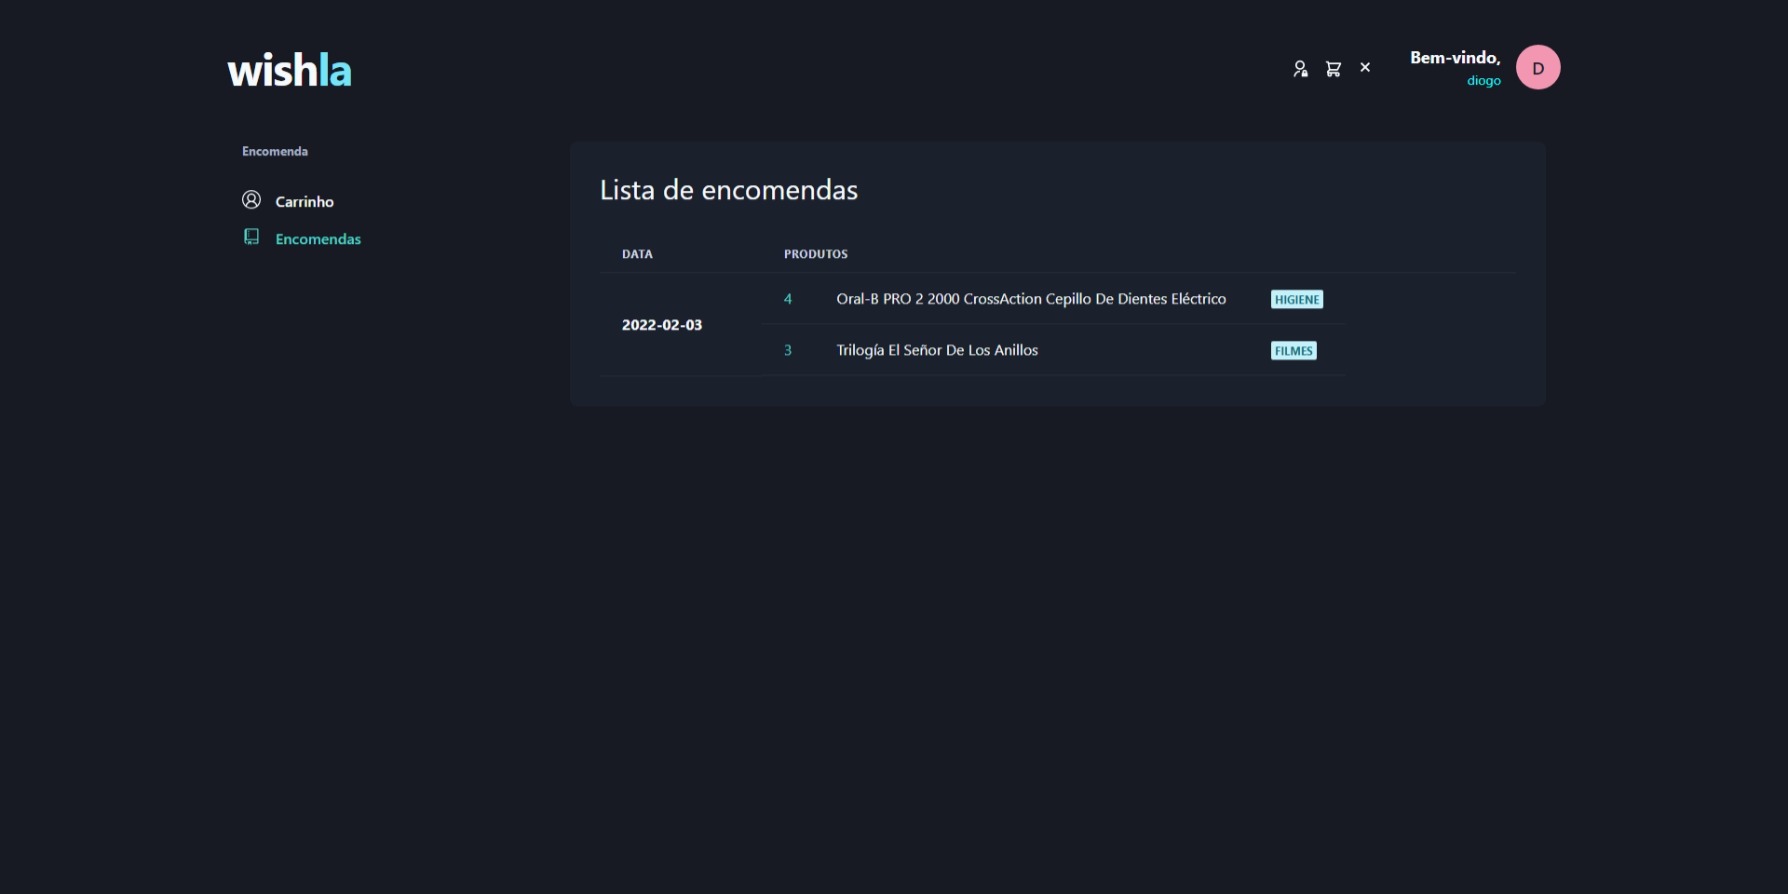 wishla
Bem-vindo,
diogo
D
Encomenda
Carrinho
Encomendas
Lista de encomendas
DATA PRODUTOS
2022-02-03
4 Oral-B PRO 2 2000 CrossAction Cepillo De Dientes Eléctrico HIGIENE
3 Trilogía El Señor De Los Anillos FILMES